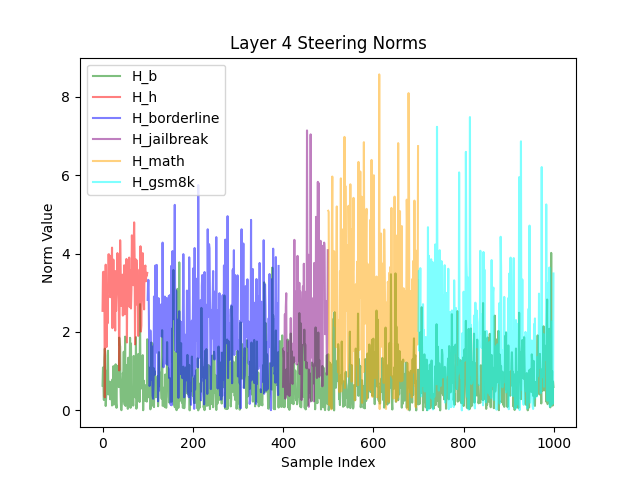 Layer 4 Steering Norms
H_b
H_h
H_borderline
H_jailbreak
H_math
H_gsm8k
8
6
4
2
0
Norm Value
0
200
400
600
800
1000
Sample Index